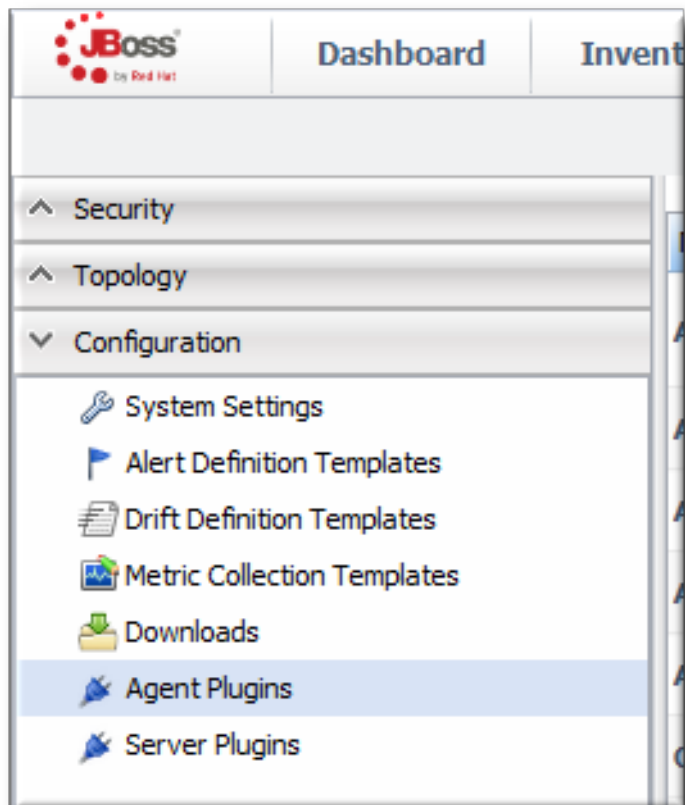 JBoss
by Red Hat
Dashboard
Invent
Security
Topology
Configuration
System Settings
Alert Definition Templates
Drift Definition Templates
Metric Collection Templates
Downloads
Agent Plugins
Server Plugins